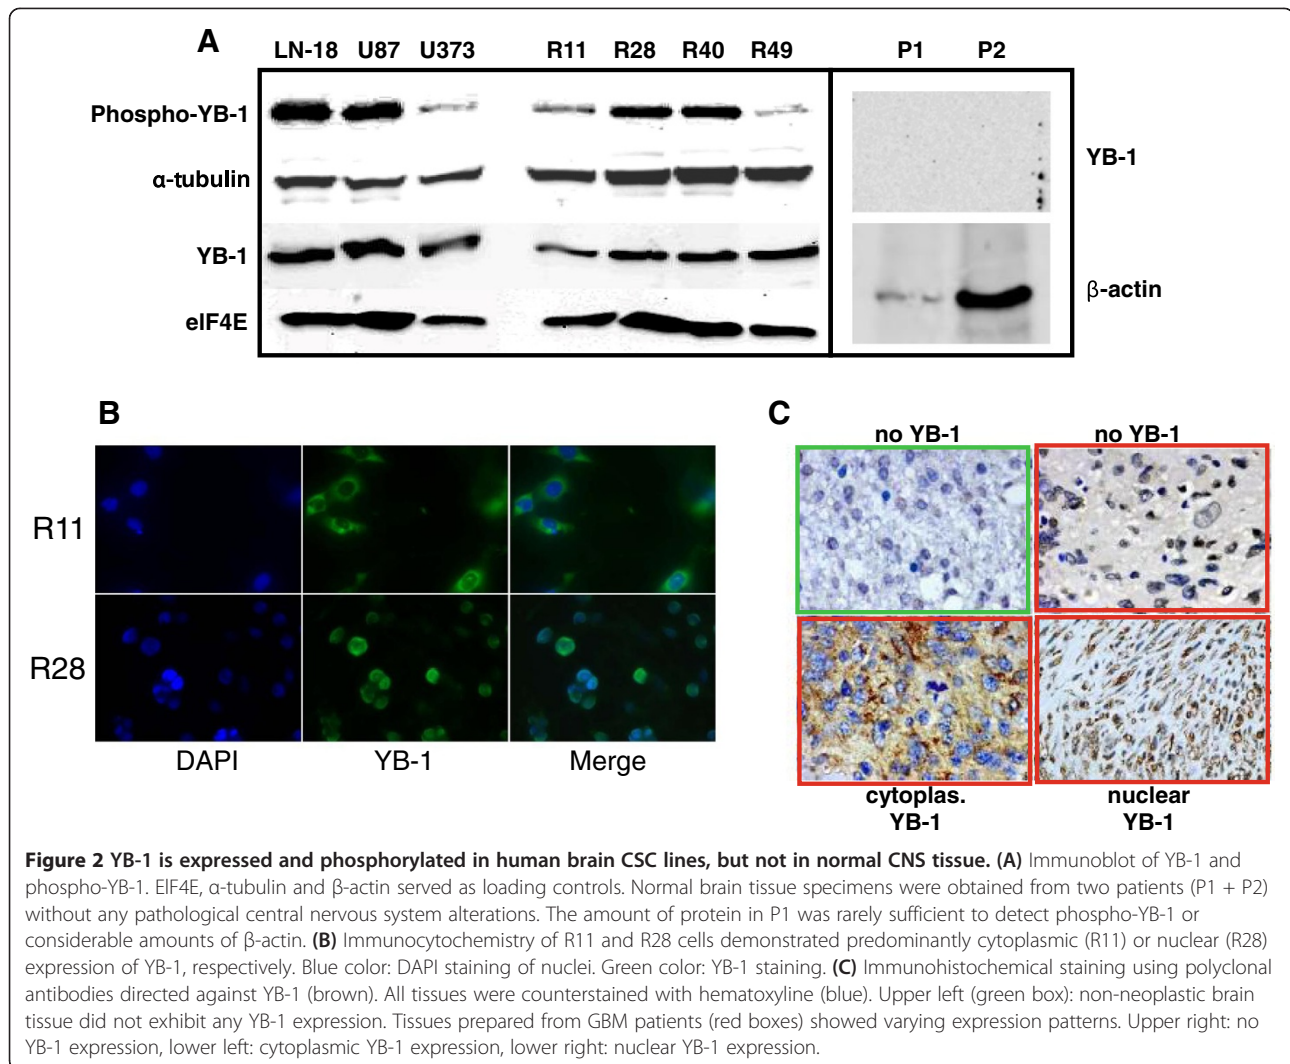 A
LN-18 U87 U373 R11 R28 R40 R49 P1 P2
Phospho-YB-1
α-tubulin
YB-1
eIF4E
YB-1
β-actin
B
R11
R28
DAPI YB-1 Merge
C
no YB-1 no YB-1
cytoplas. nuclear
YB-1 YB-1
Figure 2 YB-1 is expressed and phosphorylated in human brain CSC lines, but not in normal CNS tissue. (A) Immunoblot of YB-1 and
phospho-YB-1. EIF4E, α-tubulin and β-actin served as loading controls. Normal brain tissue specimens were obtained from two patients (P1 + P2)
without any pathological central nervous system alterations. The amount of protein in P1 was rarely sufficient to detect phospho-YB-1 or
considerable amounts of β-actin. (B) Immunocytochemistry of R11 and R28 cells demonstrated predominantly cytoplasmic (R11) or nuclear (R28)
expression of YB-1, respectively. Blue color: DAPI staining of nuclei. Green color: YB-1 staining. (C) Immunohistochemical staining using polyclonal
antibodies directed against YB-1 (brown). All tissues were counterstained with hematoxyline (blue). Upper left (green box): non-neoplastic brain
tissue did not exhibit any YB-1 expression. Tissues prepared from GBM patients (red boxes) showed varying expression patterns. Upper right: no
YB-1 expression, lower left: cytoplasmic YB-1 expression, lower right: nuclear YB-1 expression.